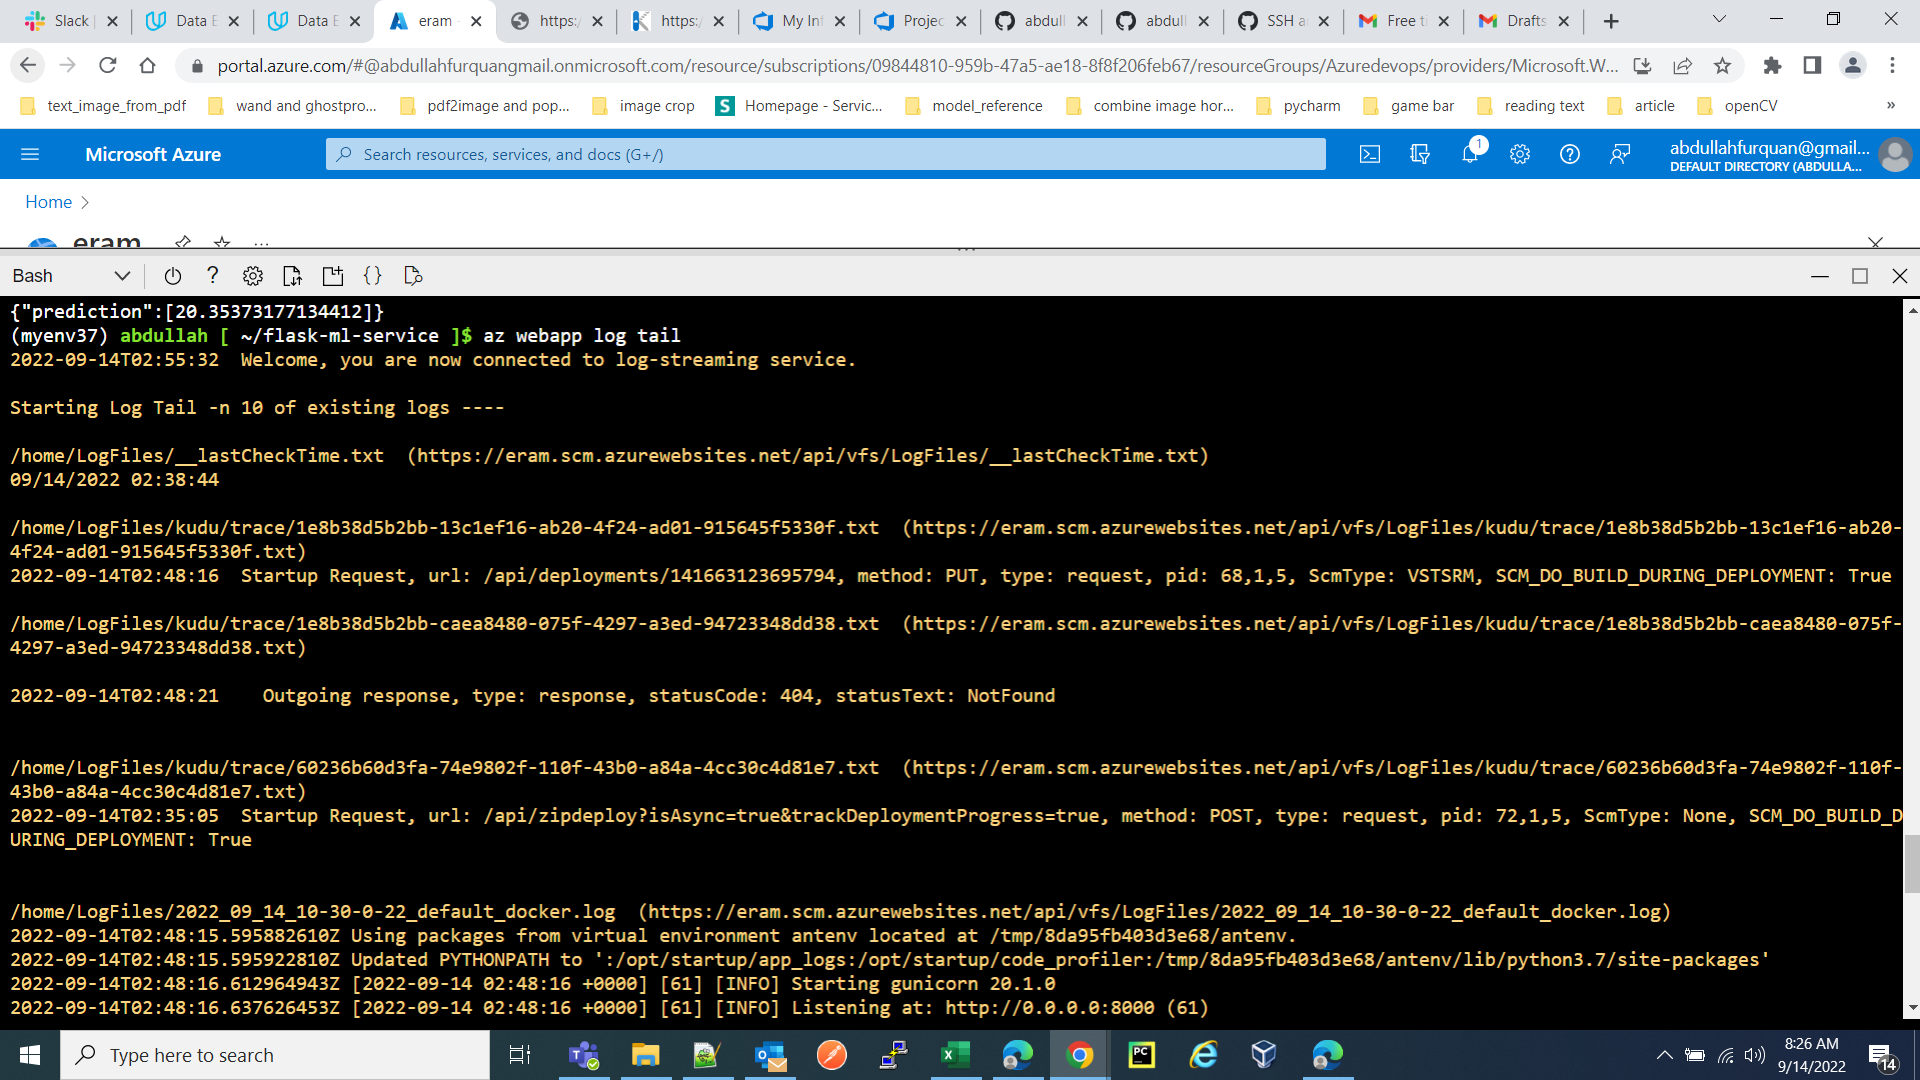 Slack
Data E
Data E
eram
https:/
https:/
My Inf
Projec
abdull
abdull
SSH a
Free ti
Drafts
portal.azure.com/#@abdullahfurquangmail.onmicrosoft.com/resource/subscriptions/09844810-959b-47a5-ae18-8f8f206feb67/resourceGroups/Azuredevops/providers/Microsoft.W...
text_image_from_pdf
wand and ghostpro...
pdf2image and pop...
image crop
Homepage - Servic...
model_reference
combine image hor...
pycharm
game bar
reading text
article
openCV
»
Microsoft Azure
Search resources, services, and docs (G+/)
1
abdullahfurquan@gmail...
DEFAULT DIRECTORY (ABDULLA...
Home >
eram
...
Bash
{"prediction":[20.35373177134412]}
(myenv37) abdullah [ ~/flask-ml-service ]$ az webapp log tail
2022-09-14T02:55:32  Welcome, you are now connected to log-streaming service.
Starting Log Tail -n 10 of existing logs ----
/home/LogFiles/__lastCheckTime.txt  (https://eram.scm.azurewebsites.net/api/vfs/LogFiles/__lastCheckTime.txt)
09/14/2022 02:38:44
/home/LogFiles/kudu/trace/1e8b38d5b2bb-13c1ef16-ab20-4f24-ad01-915645f5330f.txt  (https://eram.scm.azurewebsites.net/api/vfs/LogFiles/kudu/trace/1e8b38d5b2bb-13c1ef16-ab20-
4f24-ad01-915645f5330f.txt)
2022-09-14T02:48:16  Startup Request, url: /api/deployments/141663123695794, method: PUT, type: request, pid: 68,1,5, ScmType: VSTSRM, SCM_DO_BUILD_DURING_DEPLOYMENT: True
/home/LogFiles/kudu/trace/1e8b38d5b2bb-caea8480-075f-4297-a3ed-94723348dd38.txt  (https://eram.scm.azurewebsites.net/api/vfs/LogFiles/kudu/trace/1e8b38d5b2bb-caea8480-075f-
4297-a3ed-94723348dd38.txt)
2022-09-14T02:48:21    Outgoing response, type: response, statusCode: 404, statusText: NotFound
/home/LogFiles/kudu/trace/60236b60d3fa-74e9802f-110f-43b0-a84a-4cc30c4d81e7.txt  (https://eram.scm.azurewebsites.net/api/vfs/LogFiles/kudu/trace/60236b60d3fa-74e9802f-110f-
43b0-a84a-4cc30c4d81e7.txt)
2022-09-14T02:35:05  Startup Request, url: /api/zipdeploy?isAsync=true&trackDeploymentProgress=true, method: POST, type: request, pid: 72,1,5, ScmType: None, SCM_DO_BUILD_D
URING_DEPLOYMENT: True
/home/LogFiles/2022_09_14_10-30-0-22_default_docker.log  (https://eram.scm.azurewebsites.net/api/vfs/LogFiles/2022_09_14_10-30-0-22_default_docker.log)
2022-09-14T02:48:15.595882610Z Using packages from virtual environment antenv located at /tmp/8da95fb403d3e68/antenv.
2022-09-14T02:48:15.595922810Z Updated PYTHONPATH to ':/opt/startup/app_logs:/opt/startup/code_profiler:/tmp/8da95fb403d3e68/antenv/lib/python3.7/site-packages'
2022-09-14T02:48:16.612964943Z [2022-09-14 02:48:16 +0000] [61] [INFO] Starting gunicorn 20.1.0
2022-09-14T02:48:16.637626453Z [2022-09-14 02:48:16 +0000] [61] [INFO] Listening at: http://0.0.0.0:8000 (61)
Type here to search
8:26 AM
9/14/2022
14